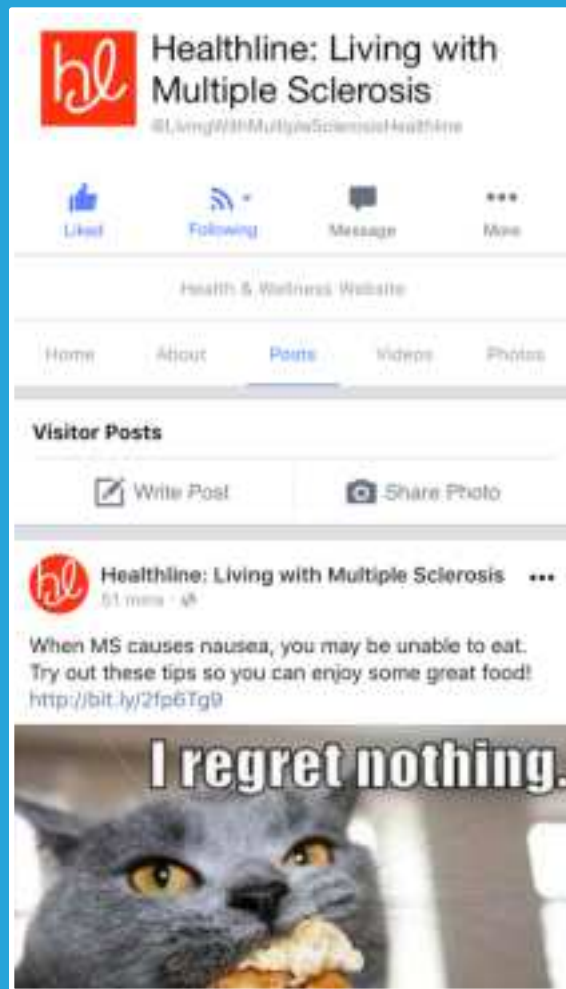 hl
Healthline: Living with
Multiple Sclerosis
@LivingWithMultipleSclerosisHealthline
Liked
Following
Message
More
Health & Wellness Website
Home About Posts Videos Photos
Visitor Posts
Write Post
Share Photo
hl
Healthline: Living with Multiple Sclerosis
51 mins
When MS causes nausea, you may be unable to eat.
Try out these tips so you can enjoy some great food!
http://bit.ly/2fp6Tg9
I regret nothing.